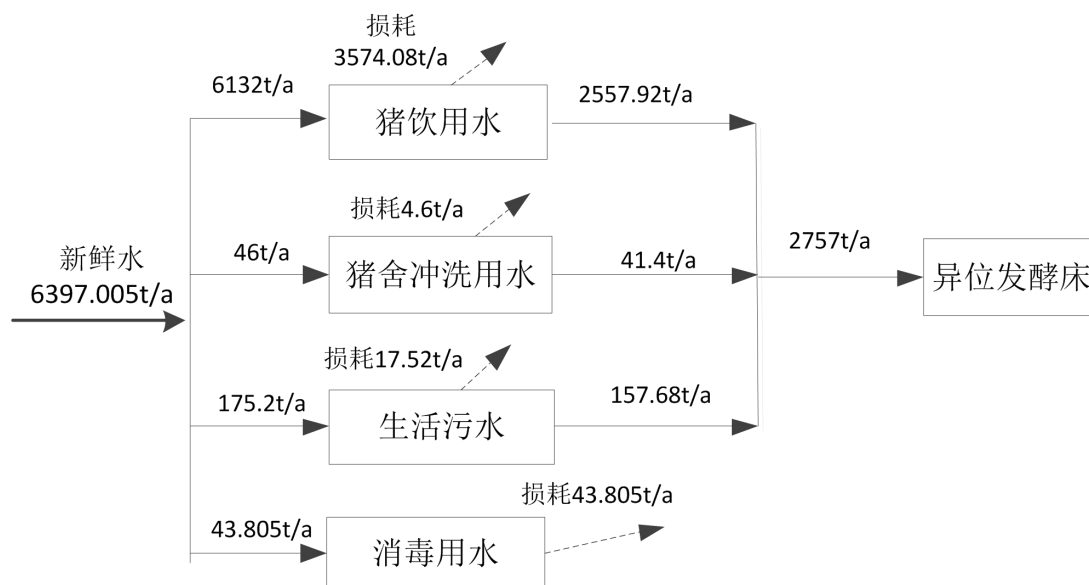 损耗
3574.08t/a
6132t/a
猪饮用水
2557.92t/a
损耗4.6t/a
新鲜水
6397.005t/a
46t/a
猪舍冲洗用水
41.4t/a
2757t/a
异位发酵床
损耗17.52t/a
175.2t/a
生活污水
157.68t/a
损耗43.805t/a
43.805t/a
消毒用水